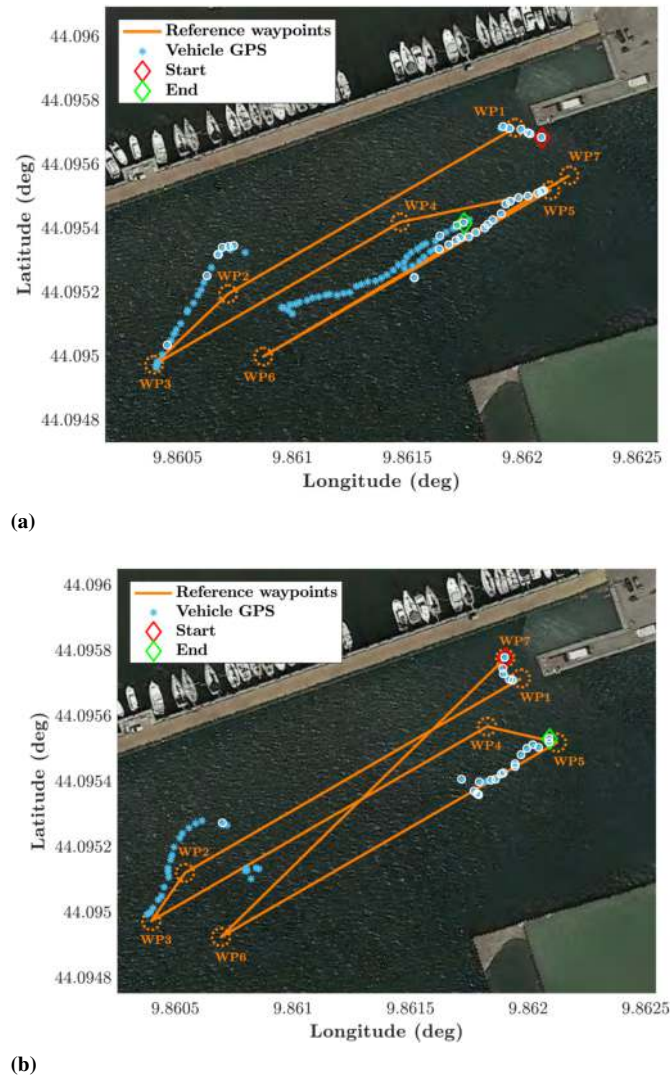 44.096
44.0958
44.0956
44.0954
44.0952
44.095
44.0948
Latitude (deg)
Reference waypoints
Vehicle GPS
Start
End
WP1
WP7
WP4
WP5
WP2
WP3
WP6
9.8605
9.861
9.8615
9.862
9.8625
Longitude (deg)
(a)
44.096
44.0958
44.0956
44.0954
44.0952
44.095
44.0948
Latitude (deg)
Reference waypoints
Vehicle GPS
Start
End
WP7
WP1
WP4
WP5
WP2
WP3
WP6
9.8605
9.861
9.8615
9.862
9.8625
Longitude (deg)
(b)